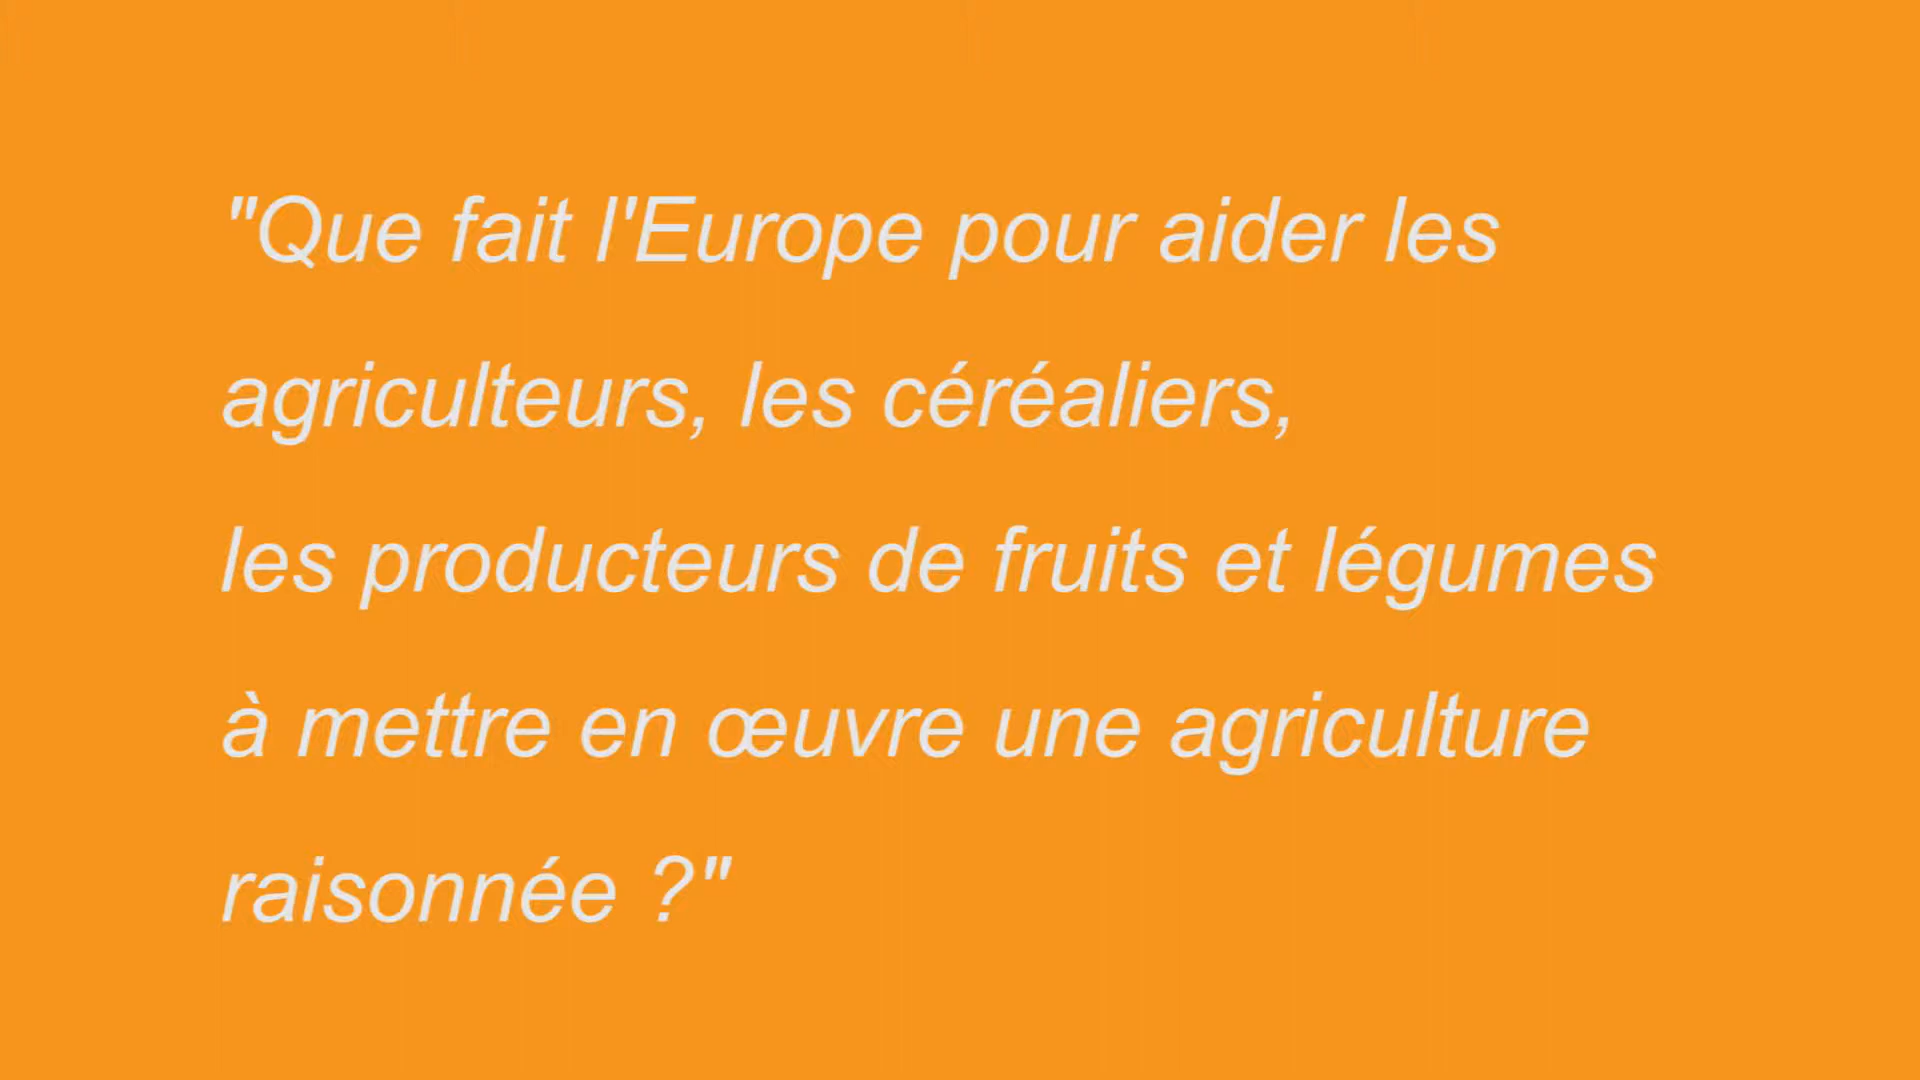 "Que fait l'Europe pour aider les
agriculteurs, les céréaliers,
les producteurs de fruits et légumes
à mettre en œuvre une agriculture
raisonnée ?"